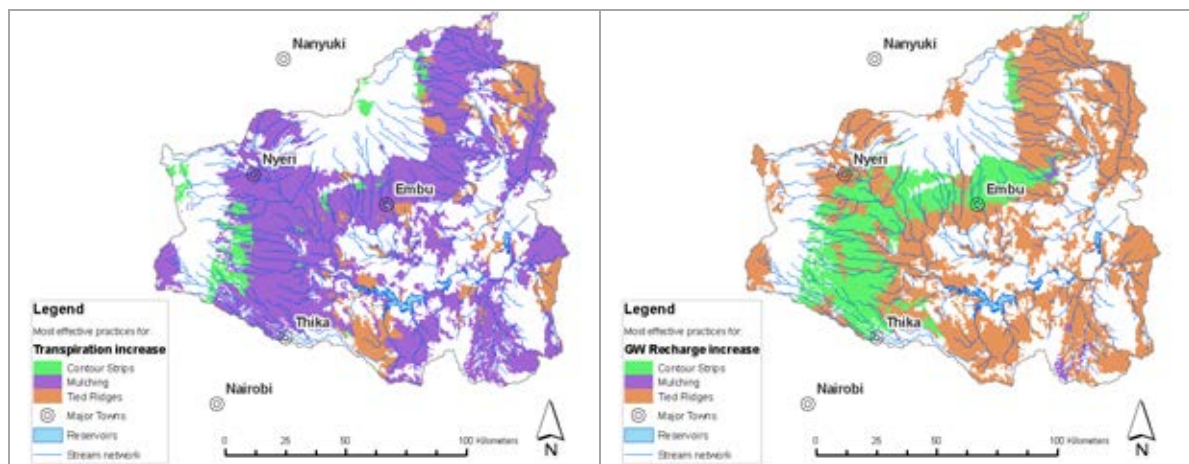 Nanyuki
Nyeri
Embu
Thika
Nairobi
Legend
Most effective practices for:
Transpiration increase
Contour Strips
Mulching
Tied Ridges
Major Towns
Reservoirs
Stream network
0 25 50 100 Kilometers
N
Nanyuki
Nyeri
Embu
Thika
Nairobi
Legend
Most effective practices for:
GW Recharge increase
Contour Strips
Mulching
Tied Ridges
Major Towns
Reservoirs
Stream network
0 25 50 100 Kilometers
N